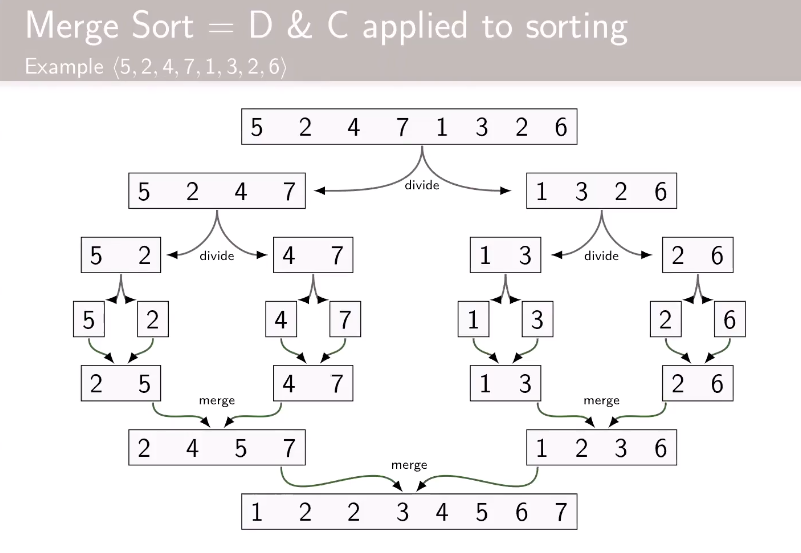 Merge Sort = D & C applied to sorting
Example ⟨5, 2, 4, 7, 1, 3, 2, 6⟩
5 2 4 7 1 3 2 6
divide
5 2 4 7
1 3 2 6
divide
divide
5 2
4 7
1 3
2 6
5
2
4
7
1
3
2
6
2 5
4 7
1 3
2 6
merge
merge
2 4 5 7
1 2 3 6
merge
1 2 2 3 4 5 6 7